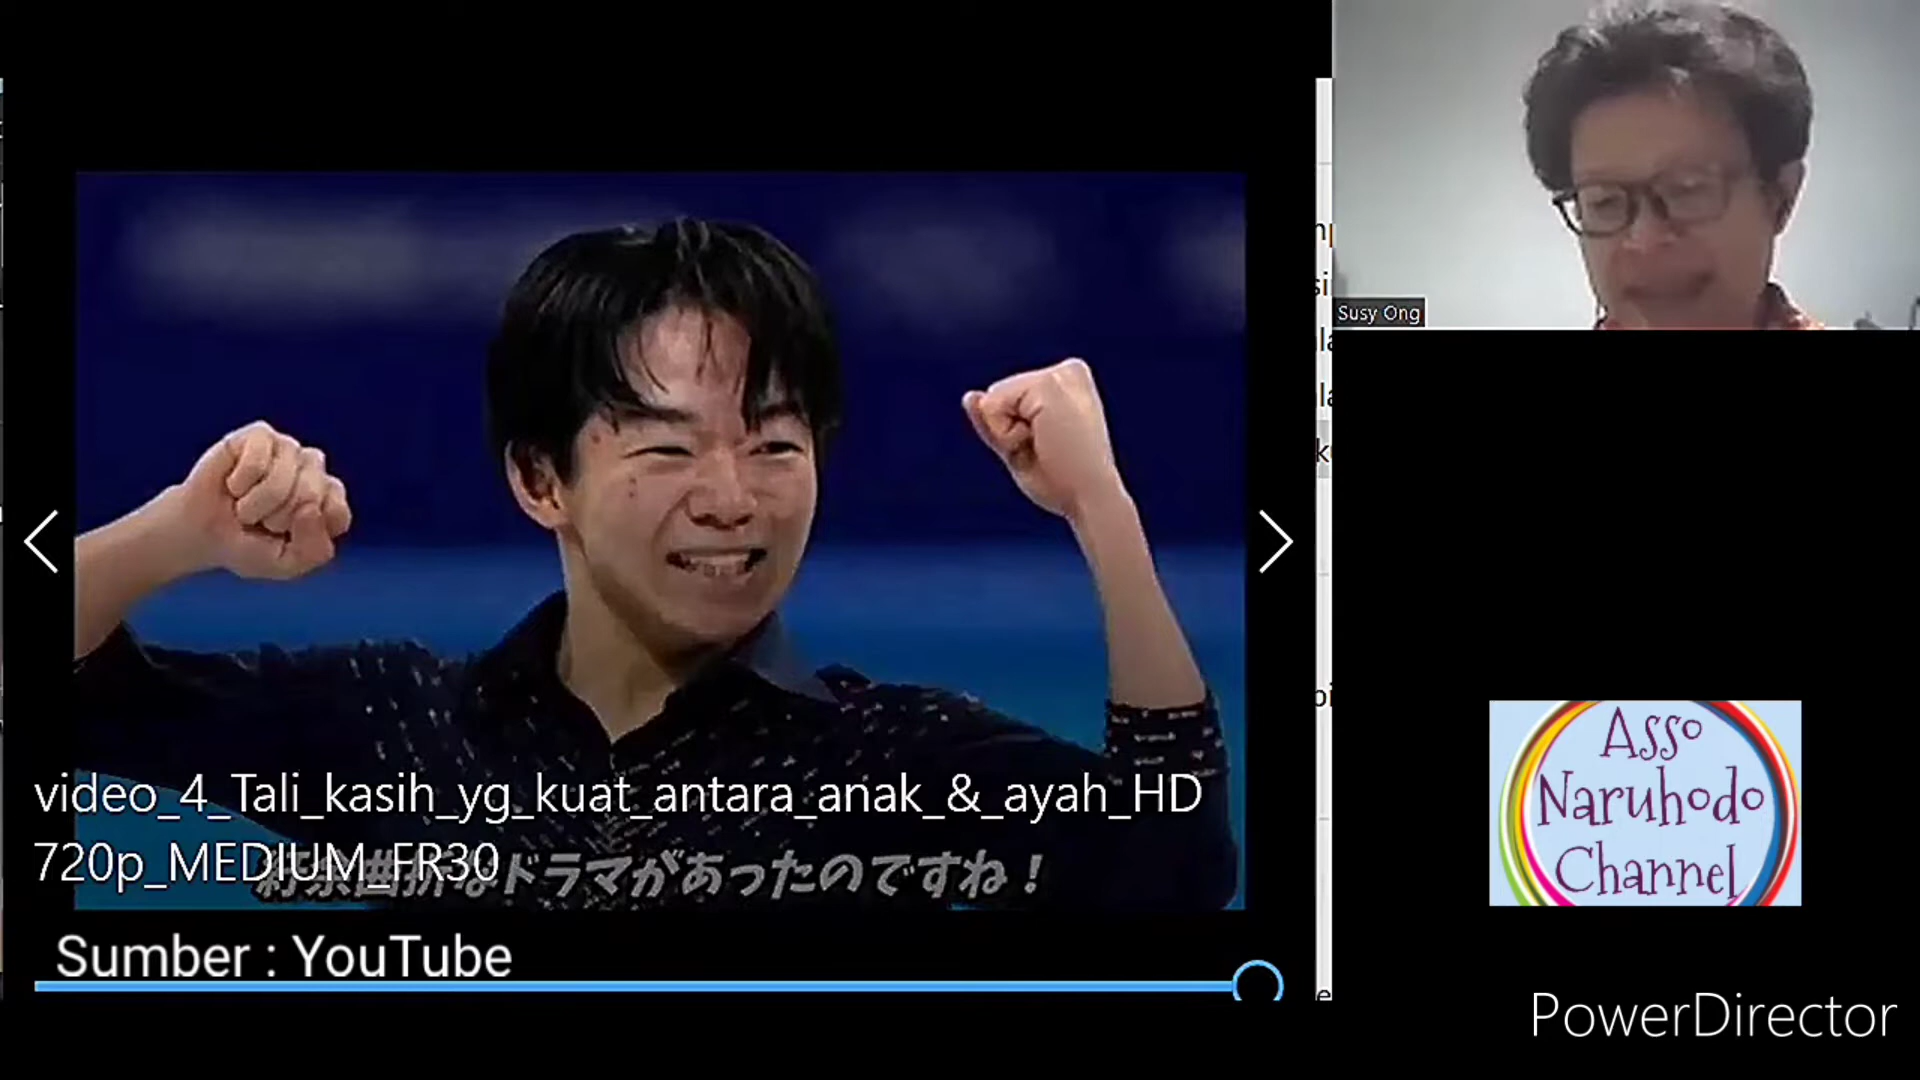 Susy Ong
video_4_Tali_kasih_yg_kuat_antara_anak_&_ayah_HD
720p_MEDIUM_FR30
なドラマがあったのですね！
Sumber : YouTube
Asso
Naruhodo
Channel
PowerDirector